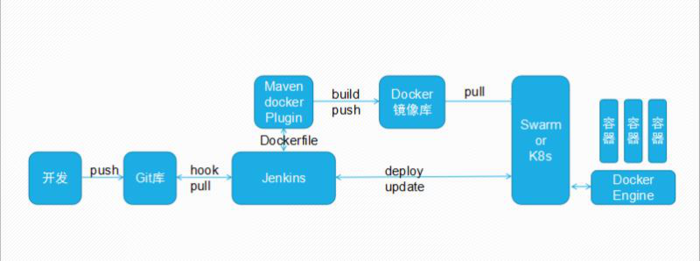 Maven
docker
Plugin
build
push
Docker
镜像库
pull
Swarm
or
K8s
容器
容器
容器
Dockerfile
开发
push
Git库
hook
pull
Jenkins
deploy
update
Docker
Engine